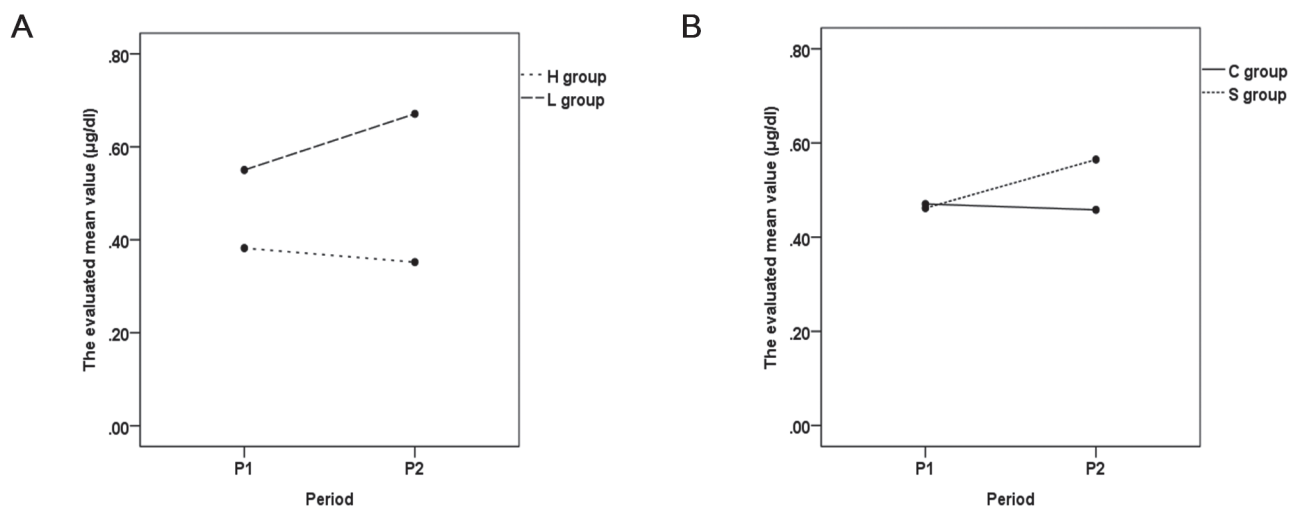 A
The evaluated mean value (µg/dl)
.80
.60
.40
.20
.00
P1
P2
Period
H group
L group
B
The evaluated mean value (µg/dl)
.80
.60
.40
.20
.00
P1
P2
Period
C group
S group